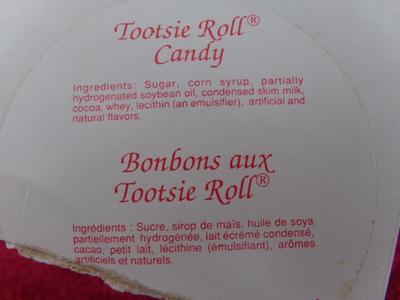 Tootsie Roll®
Candy
Ingredients: Sugar, corn syrup, partially
hydrogenated soybean oil, condensed skim milk,
cocoa, whey, lecithin (an emulsifier), artificial and
natural flavors.
Bonbons aux
Tootsie Roll®
Ingrédients : Sucre, sirop de maïs, huile de soya
partiellement hydrogénée, lait écrémé condensé,
cacao, petit lait, lécithine (émulsifiant), arômes
artificiels et naturels.